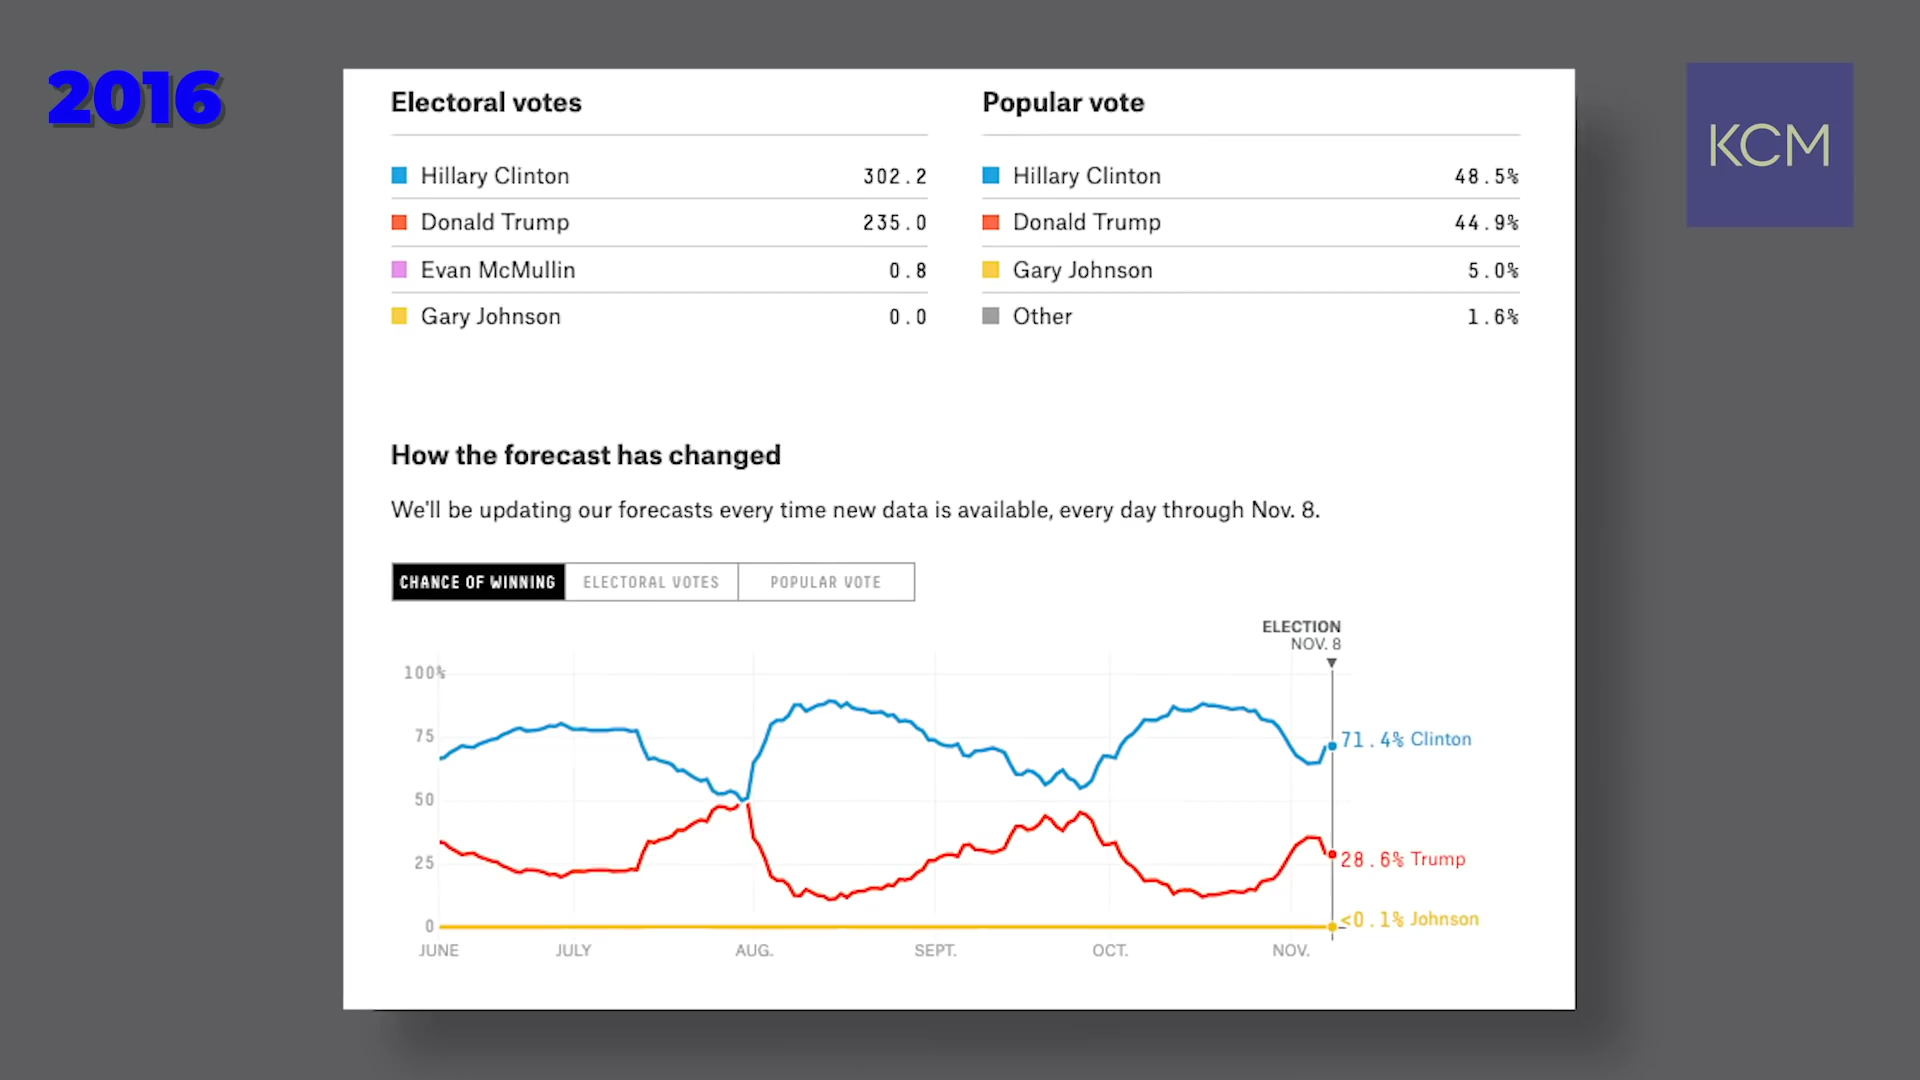 2016
KCM
Electoral votes
Hillary Clinton 302.2
Donald Trump 235.0
Evan McMullin 0.8
Gary Johnson 0.0
Popular vote
Hillary Clinton 48.5%
Donald Trump 44.9%
Gary Johnson 5.0%
Other 1.6%
How the forecast has changed
We'll be updating our forecasts every time new data is available, every day through Nov. 8.
CHANCE OF WINNING ELECTORAL VOTES POPULAR VOTE
ELECTION
NOV. 8
100%
75
71.4% Clinton
50
25
28.6% Trump
0
<0.1% Johnson
JUNE JULY AUG. SEPT. OCT. NOV.